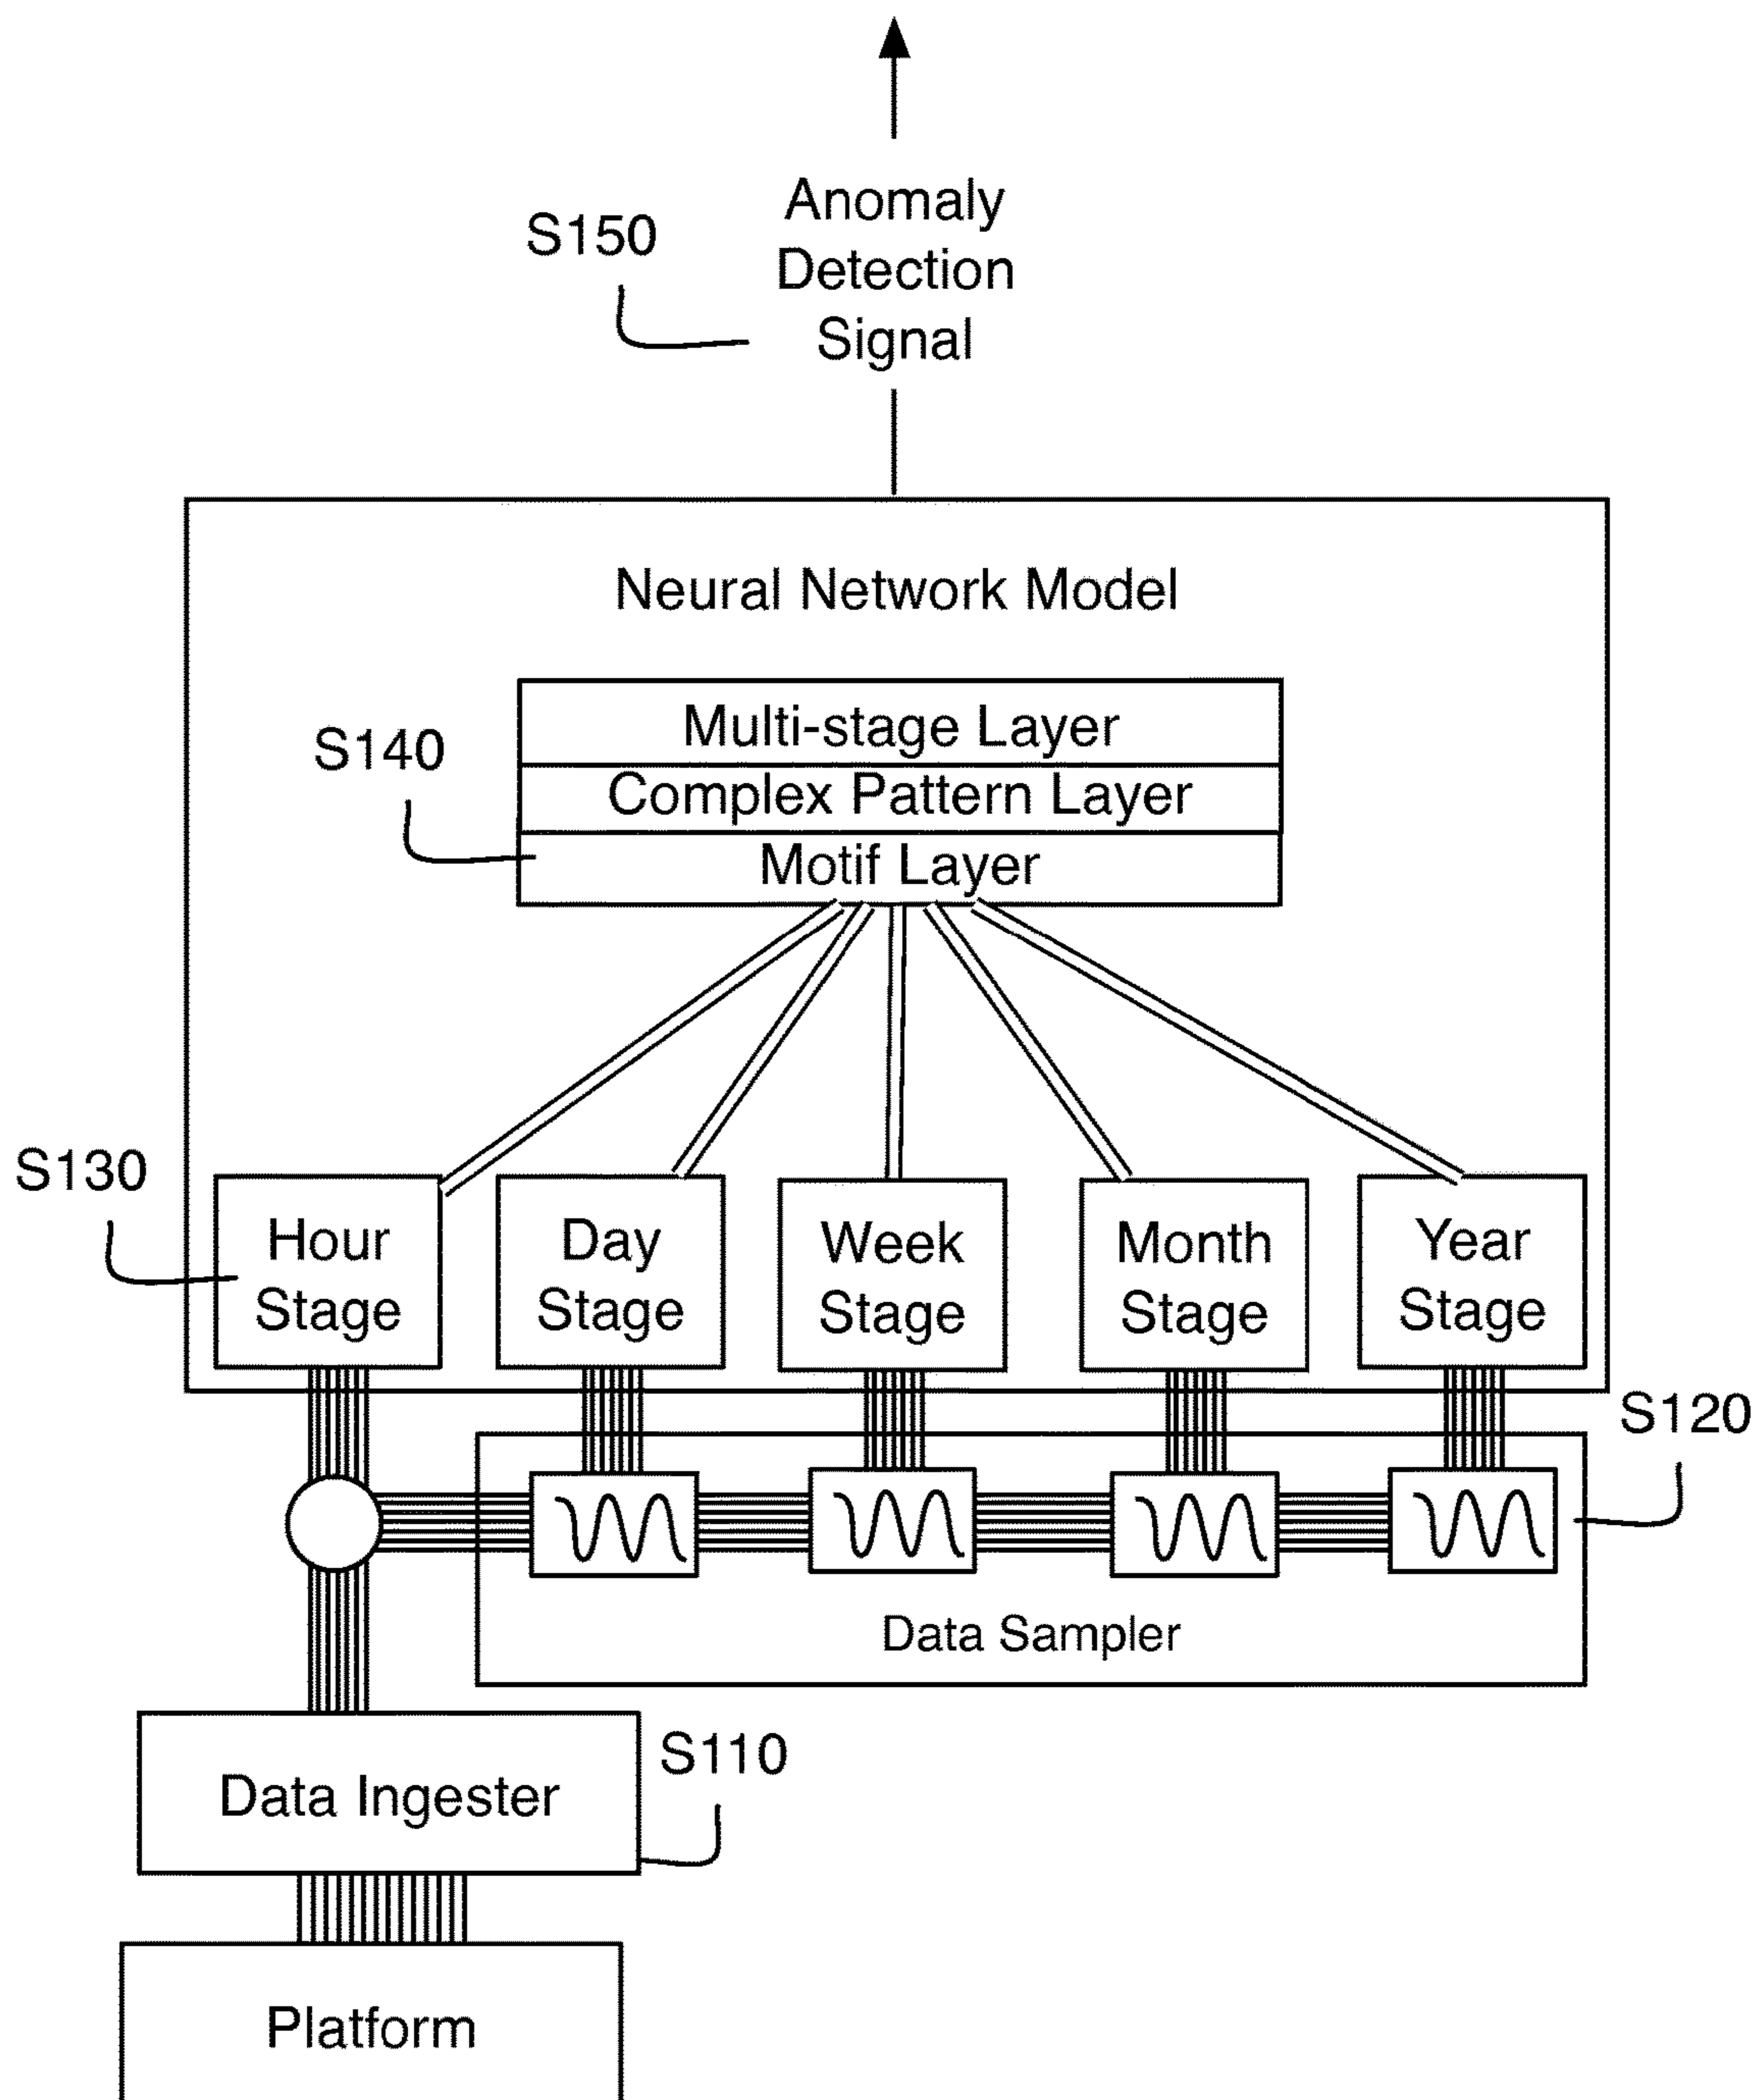 Anomaly
S150
Detection
Signal
Neural Network Model
Multi-stage Layer
S140
Complex Pattern Layer
Motif Layer
S130
Hour
Stage
Day
Stage
Week
Stage
Month
Stage
Year
Stage
S120
Data Sampler
S110
Data Ingester
Platform